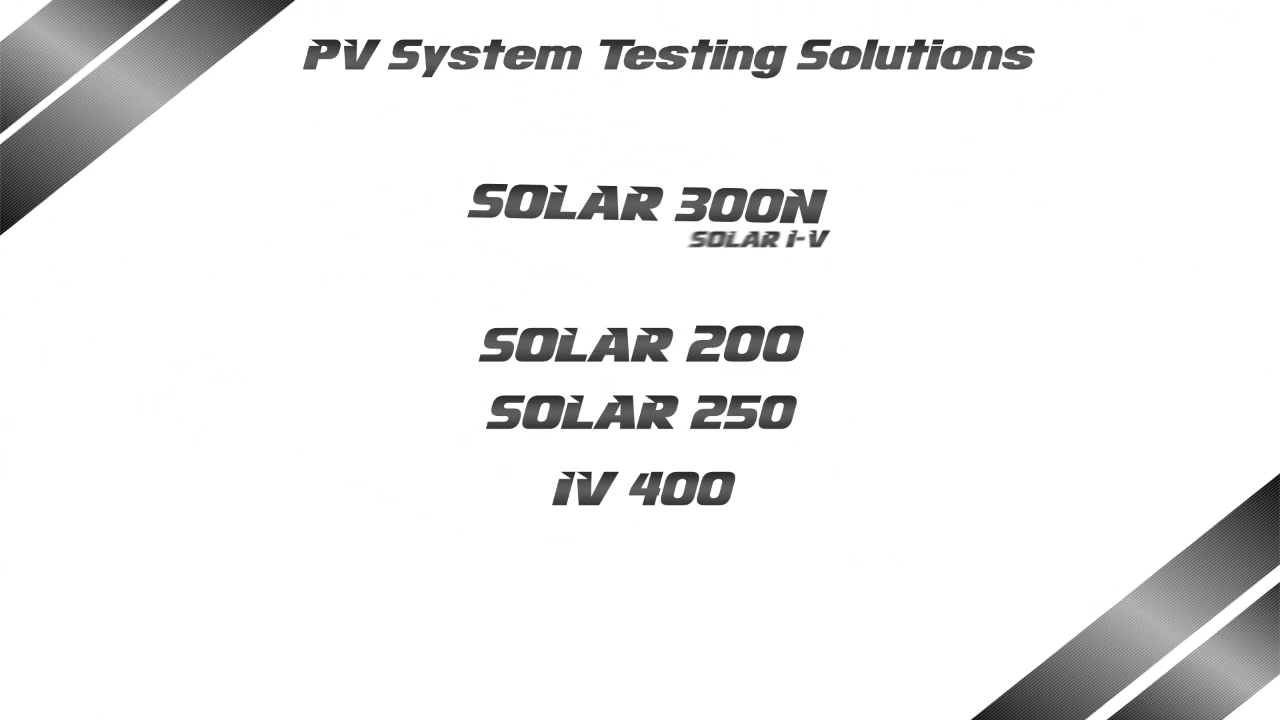 PV System Testing Solutions
SOLAR 300N
SOLAR i-V
SOLAR 200
SOLAR 250
iV 400